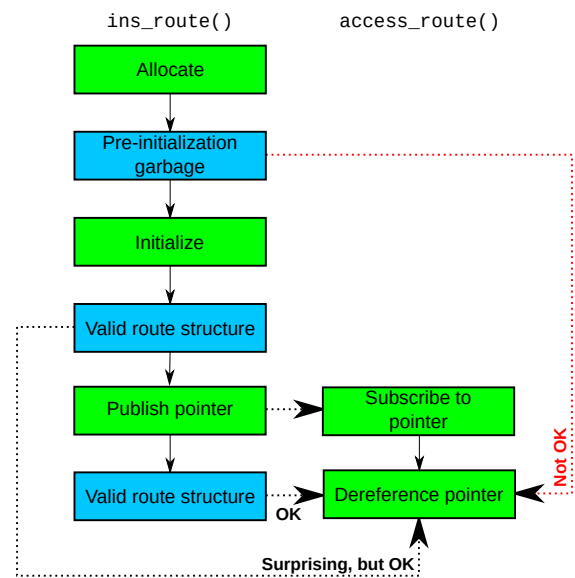 ins_route()
access_route()
Allocate
Pre-initialization
garbage
Initialize
Valid route structure
Publish pointer
Subscribe to
pointer
Valid route structure
OK
Dereference pointer
Not OK
Surprising, but OK